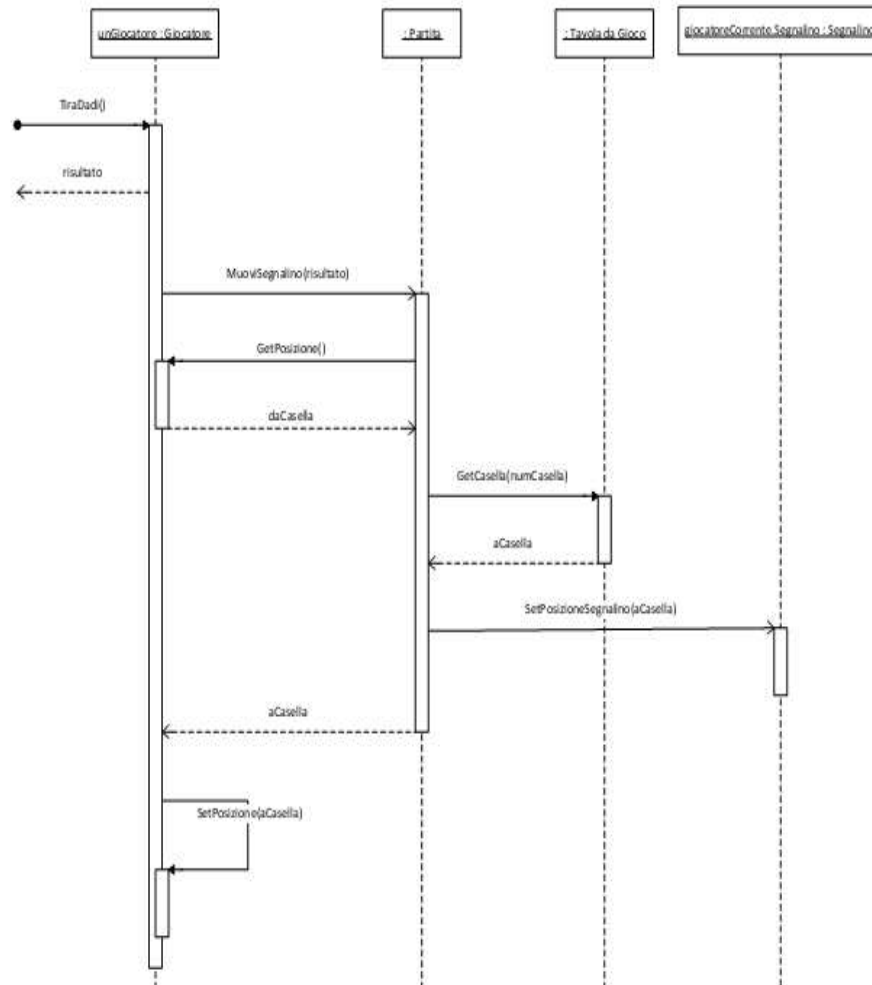 unGiocatore : Giocatore
: Partita
: Tavola da Gioco
giocatoreCorrente.Segnalino : Segnalino
TiraDadi()
risultato
MuoviSegnalino(risultato)
GetPosizione()
daCasella
GetCasella(numCasella)
aCasella
SetPosizioneSegnalino(aCasella)
aCasella
SetPosizione(aCasella)